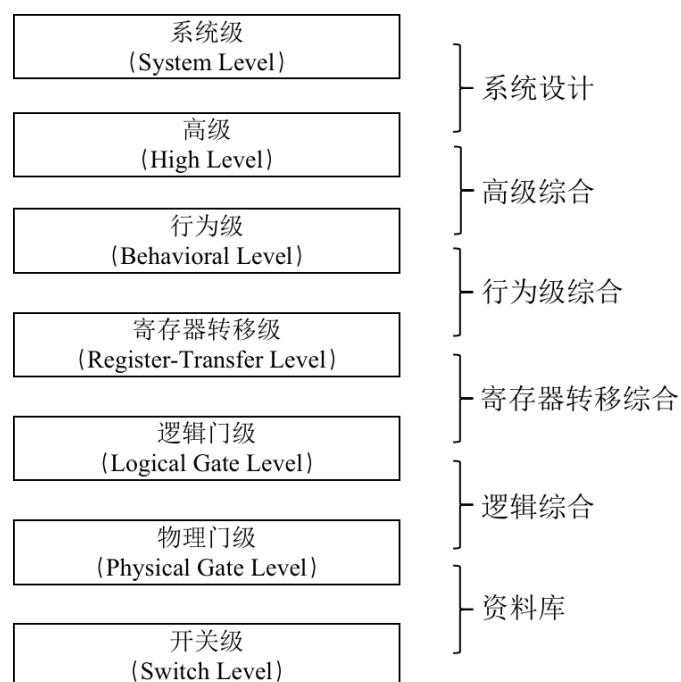 系统级
(System Level)
系统设计
高级
(High Level)
高级综合
行为级
(Behavioral Level)
行为级综合
寄存器转移级
(Register-Transfer Level)
寄存器转移综合
逻辑门级
(Logical Gate Level)
逻辑综合
物理门级
(Physical Gate Level)
资料库
开关级
(Switch Level)